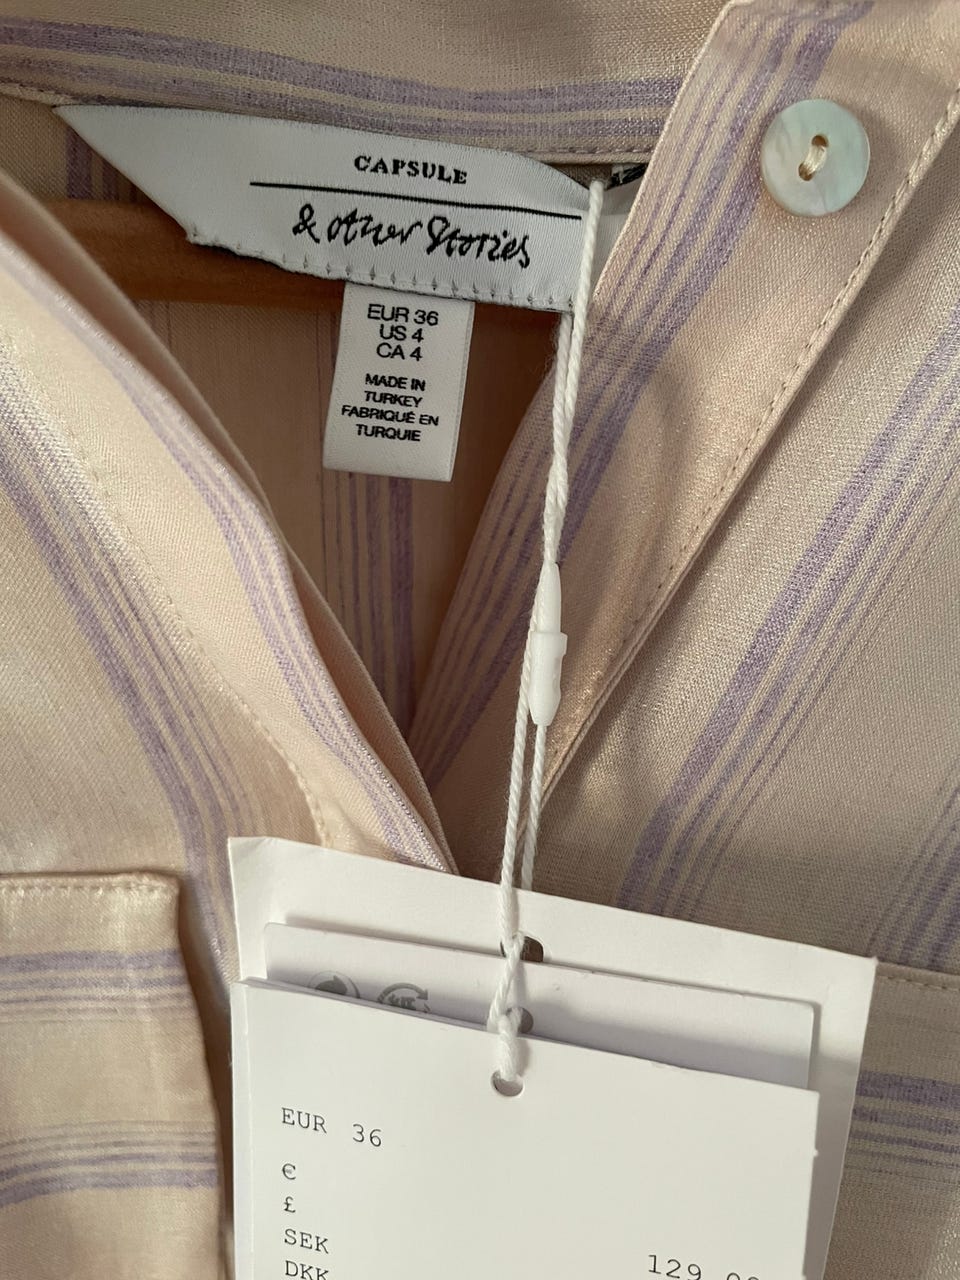 CAPSULE
& other Stories
EUR 36
US 4
CA 4
MADE IN
TURKEY
FABRIQUÉ EN
TURQUIE
EUR 36
€
£
SEK
DKK
129